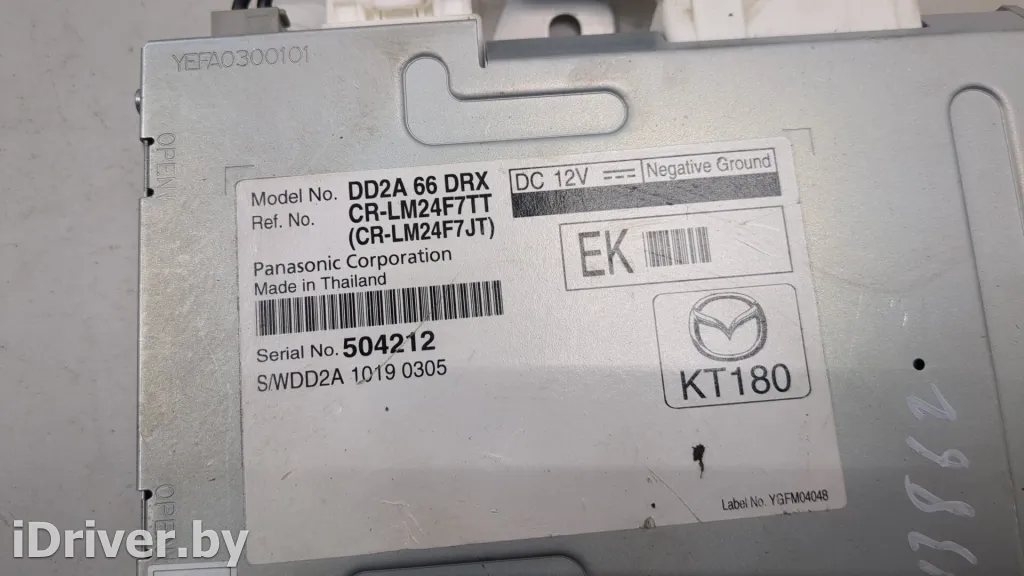 YEFA0300101
OPEN
Model No. DD2A 66 DRX
Ref. No. CR-LM24F7TT
(CR-LM24F7JT)
Panasonic Corporation
Made in Thailand
Serial No. 504212
S/WDD2A 1019 0305
DC 12V
Negative Ground
EK
KT180
Label No. YGFM04048
OPEN
13862
iDriver.by